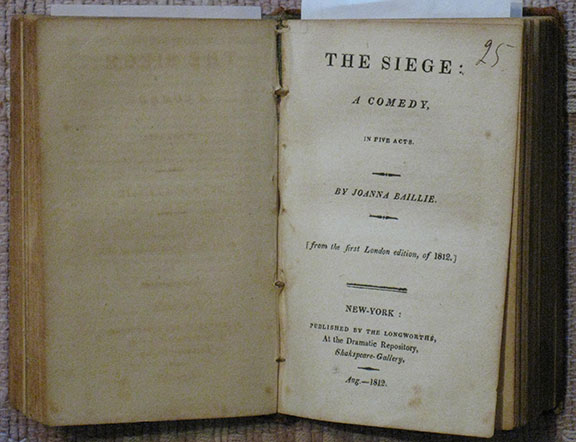 THE SIEGE:
25
A COMEDY,
IN FIVE ACTS.
BY JOANNA BAILLIE.
[from the first London edition, of 1812.]
NEW-YORK:
PUBLISHED BY THE LONGWORTHS,
At the Dramatic Repository,
Shakspeare-Gallery,
Aug.—1812.